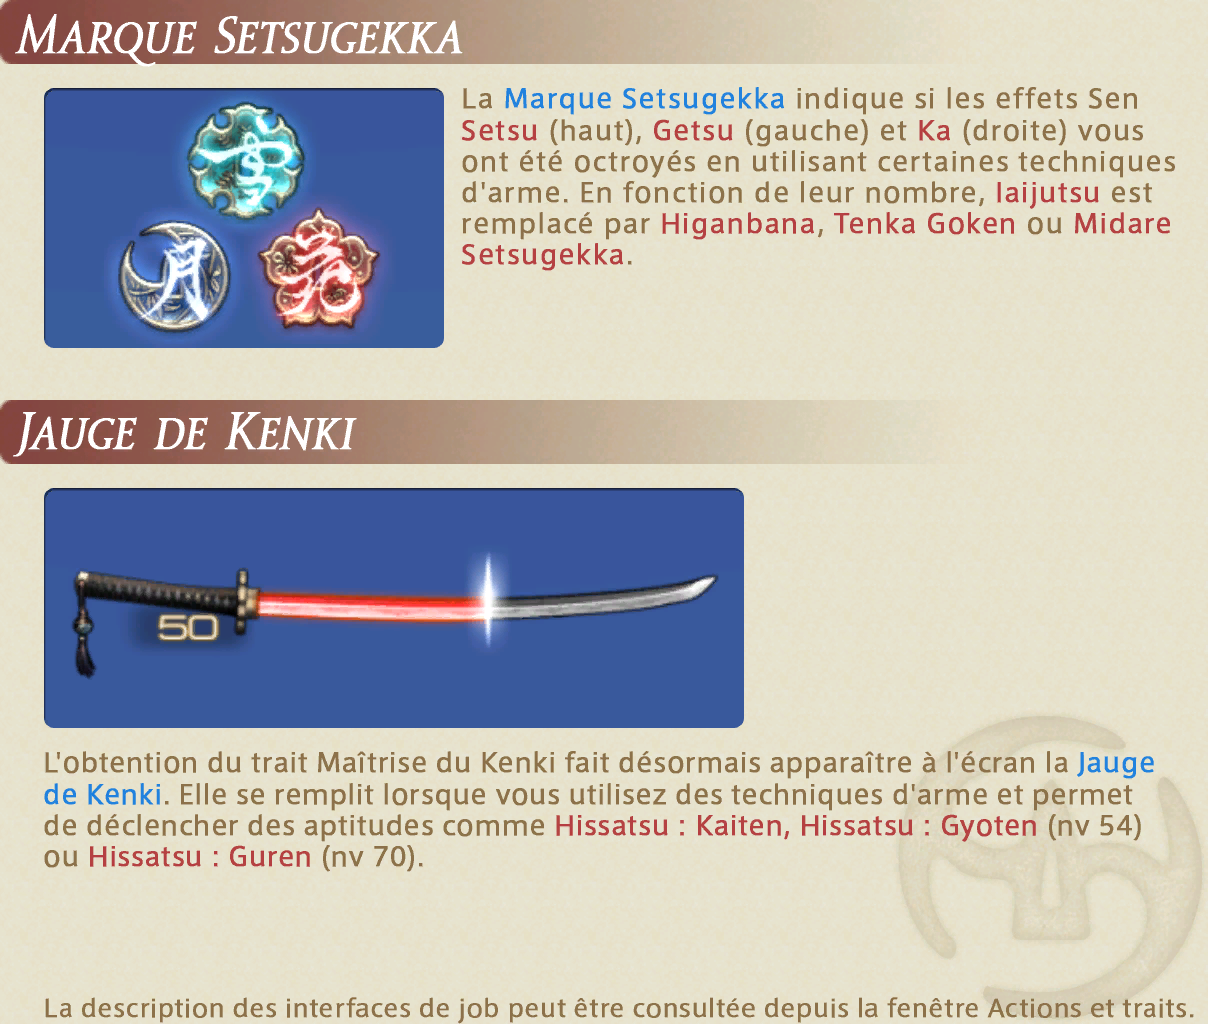 Marque Setsugekka
La Marque Setsugekka indique si les effets Sen
Setsu (haut), Getsu (gauche) et Ka (droite) vous
ont été octroyés en utilisant certaines techniques
d'arme. En fonction de leur nombre, Iaijutsu est
remplacé par Higanbana, Tenka Goken ou Midare
Setsugekka.
雪
月
花
Jauge de Kenki
50
L'obtention du trait Maîtrise du Kenki fait désormais apparaître à l'écran la Jauge
de Kenki. Elle se remplit lorsque vous utilisez des techniques d'arme et permet
de déclencher des aptitudes comme Hissatsu : Kaiten, Hissatsu : Gyoten (nv 54)
ou Hissatsu : Guren (nv 70).
La description des interfaces de job peut être consultée depuis la fenêtre Actions et traits.